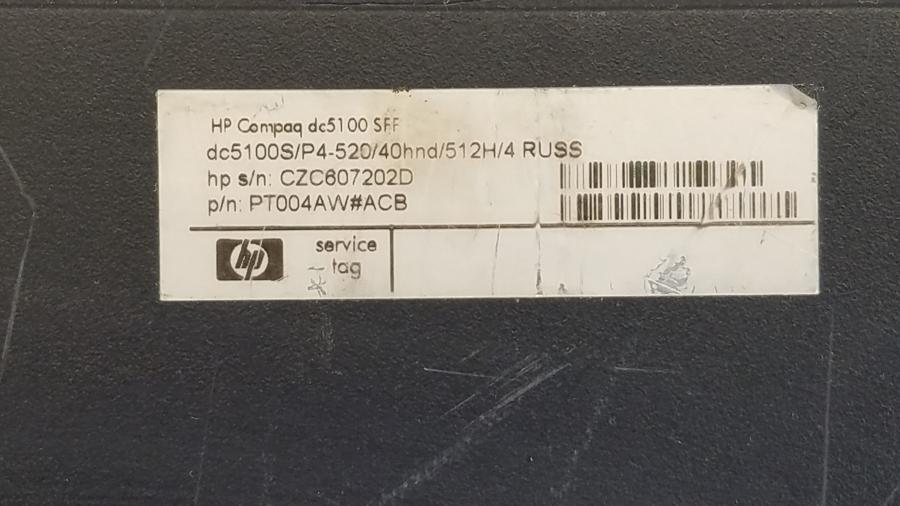 HP Compaq dc5100 SFF
dc5100S/P4-520/40hnd/512H/4 RUSS
hp s/n: CZC607202D
p/n: PT004AW#ACB
hp
service
tag